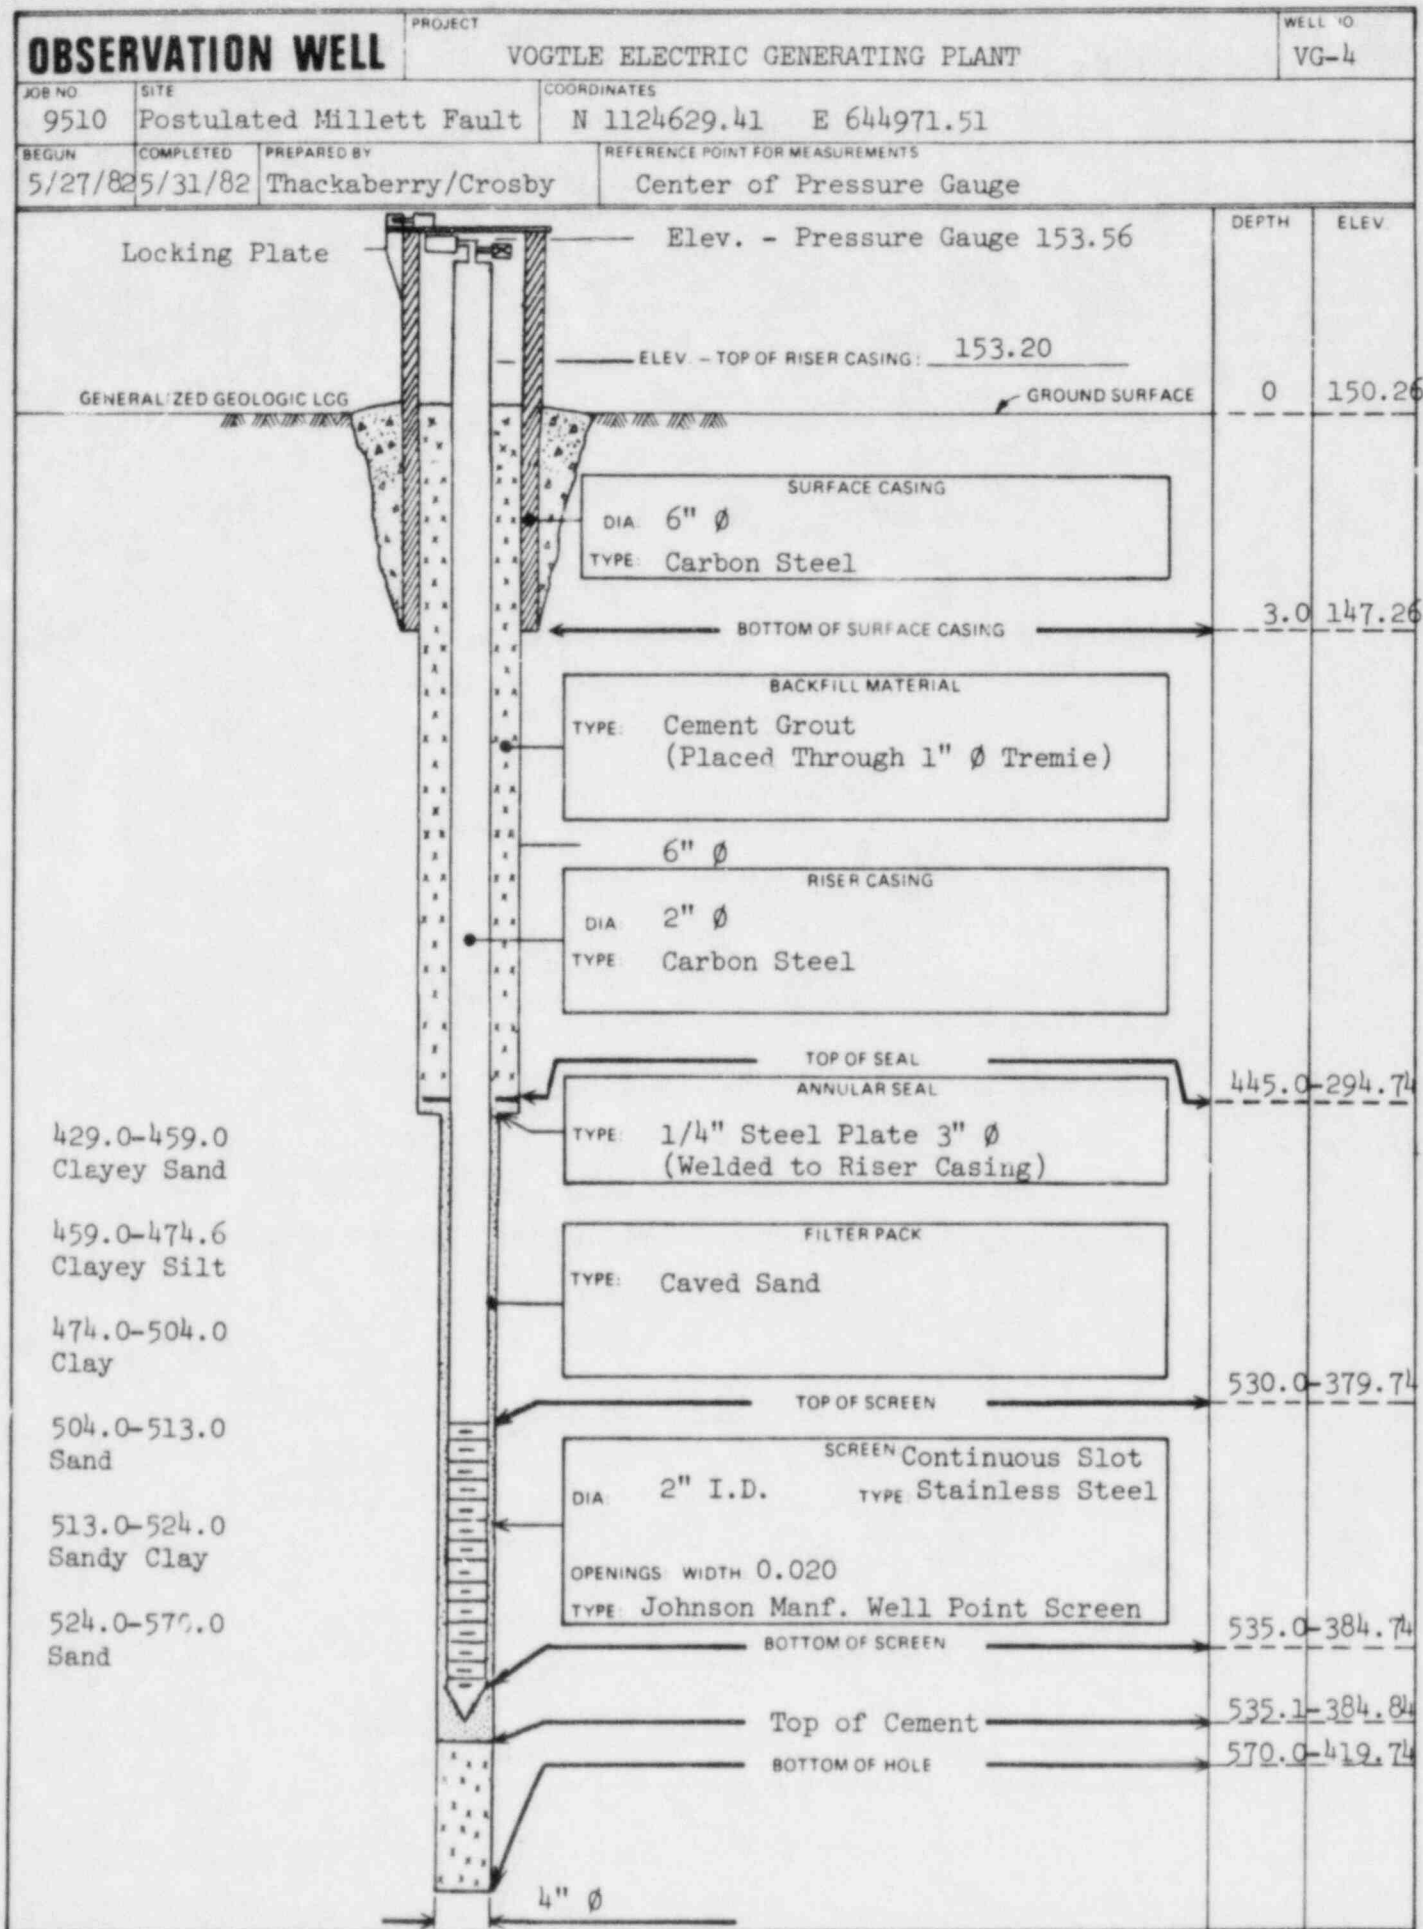 OBSERVATION WELL
PROJECT
VOGTLE ELECTRIC GENERATING PLANT
WELL
VG-4
JOB NO
9510
SITE
Postulated Millett Fault
COORDINATES
N 1124629.41 E 644971.51
BEGUN
5/27/82
COMPLETED
5/31/82
PREPARED BY
Thackaberry/Crosby
REFERENCE POINT FOR MEASUREMENTS
Center of Pressure Gauge
DEPTH ELEV
Locking Plate
Elev. - Pressure Gauge 153.56
ELEV. - TOP OF RISER CASING: 153.20
GENERALIZED GEOLOGIC LOG
GROUND SURFACE
0 150.26
SURFACE CASING
DIA. 6" Ø
TYPE: Carbon Steel
BOTTOM OF SURFACE CASING
3.0 147.26
BACKFILL MATERIAL
TYPE: Cement Grout
(Placed Through 1" Ø Tremie)
6" Ø
RISER CASING
DIA 2" Ø
TYPE Carbon Steel
TOP OF SEAL
445.0 -294.74
ANNULAR SEAL
TYPE: 1/4" Steel Plate 3" Ø
(Welded to Riser Casing)
429.0-459.0
Clayey Sand
459.0-474.6
Clayey Silt
474.0-504.0
Clay
504.0-513.0
Sand
513.0-524.0
Sandy Clay
524.0-
Sand
FILTER PACK
TYPE: Caved Sand
TOP OF SCREEN
530.0 -379.74
SCREEN Continuous Slot
DIA: 2" I.D. TYPE Stainless Steel
OPENINGS WIDTH 0.020
TYPE: Johnson Manf. Well Point Screen
BOTTOM OF SCREEN
535.0 -384.74
Top of Cement
535.1 -384.84
BOTTOM OF HOLE
570.0 -419.74
4" Ø